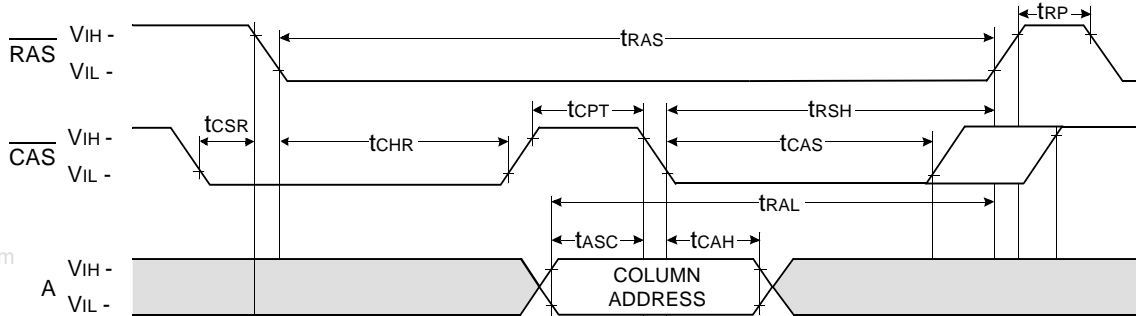 tRP
RAS VIH -
VIL -
tRAS
CAS VIH -
VIL -
tCSR
tCHR
tCPT
tRSH
tCAS
tRAL
tASC
tCAH
m
A VIH -
VIL -
COLUMN
ADDRESS